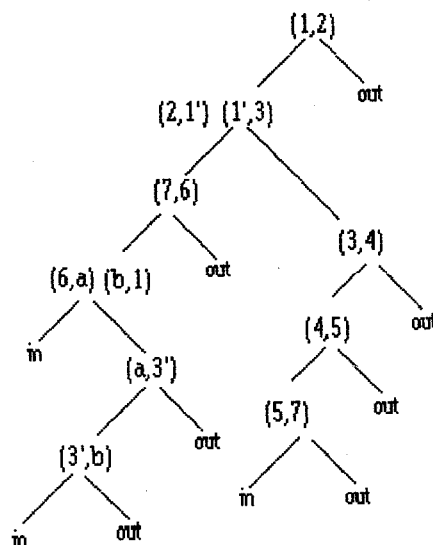 (1,2)
out
(2,1') (1',3)
(7,6)
(3,4)
out
(6,a) (b,1)
out
(4,5)
in
(a,3')
out
(5,7)
(3',b)
out
in
out
in
out